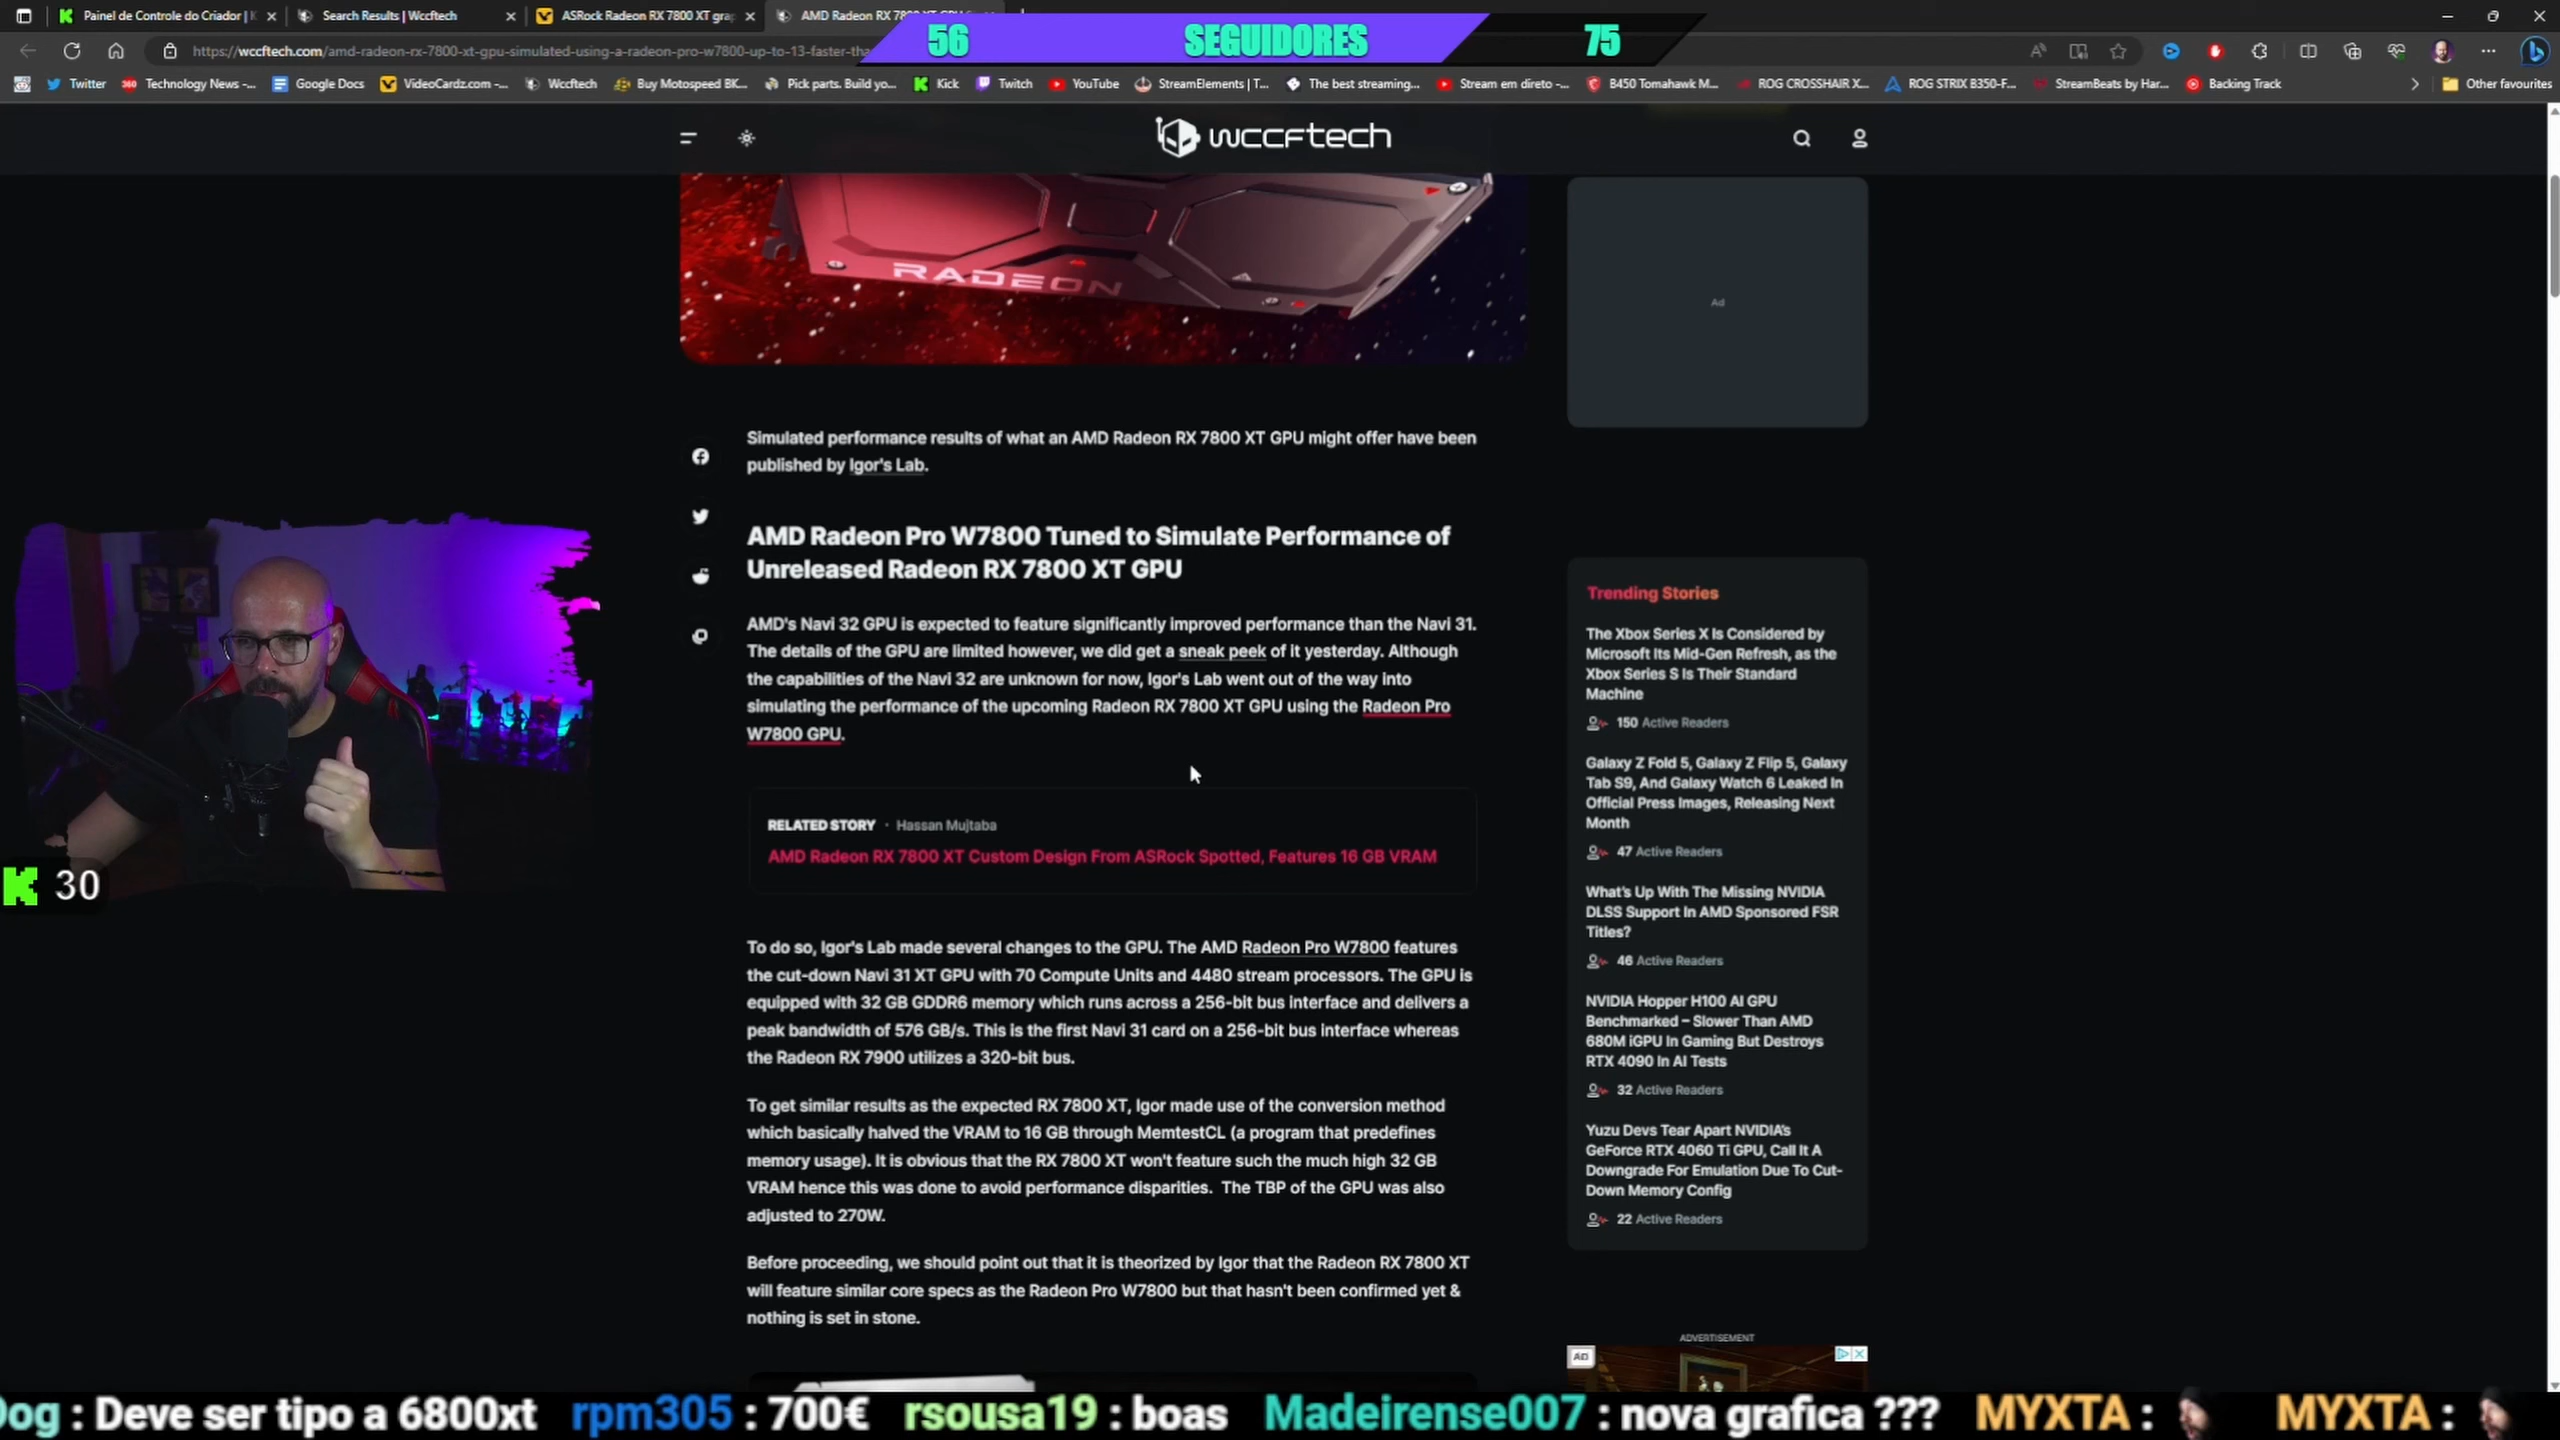 Painel de Controle do Criador | K
Search Results | Wccftech
ASRock Radeon RX 7800 XT gra
AMD Radeon RX 7800 XT GPU
https://wccftech.com/amd-radeon-rx-7800-xt-gpu-simulated-using-a-radeon-pro-w7800-up-to-13-faster-tha
56 SEGUIDORES 75
Twitter
Technology News -...
Google Docs
VideoCardz.com -...
Wccftech
Buy Motospeed BK...
Pick parts. Build yo...
Kick
Twitch
YouTube
StreamElements | T...
The best streaming...
Stream em direto -...
B450 Tomahawk M...
ROG CROSSHAIR X...
ROG STRIX B350-F...
StreamBeats by Har...
Backing Track
Other favourites
wccftech
RADEON
Ad
Simulated performance results of what an AMD Radeon RX 7800 XT GPU might offer have been
published by Igor's Lab.
AMD Radeon Pro W7800 Tuned to Simulate Performance of
Unreleased Radeon RX 7800 XT GPU
AMD's Navi 32 GPU is expected to feature significantly improved performance than the Navi 31.
The details of the GPU are limited however, we did get a sneak peek of it yesterday. Although
the capabilities of the Navi 32 are unknown for now, Igor's Lab went out of the way into
simulating the performance of the upcoming Radeon RX 7800 XT GPU using the Radeon Pro
W7800 GPU.
RELATED STORY · Hassan Mujtaba
AMD Radeon RX 7800 XT Custom Design From ASRock Spotted, Features 16 GB VRAM
To do so, Igor's Lab made several changes to the GPU. The AMD Radeon Pro W7800 features
the cut-down Navi 31 XT GPU with 70 Compute Units and 4480 stream processors. The GPU is
equipped with 32 GB GDDR6 memory which runs across a 256-bit bus interface and delivers a
peak bandwidth of 576 GB/s. This is the first Navi 31 card on a 256-bit bus interface whereas
the Radeon RX 7900 utilizes a 320-bit bus.
To get similar results as the expected RX 7800 XT, Igor made use of the conversion method
which basically halved the VRAM to 16 GB through MemtestCL (a program that predefines
memory usage). It is obvious that the RX 7800 XT won't feature such the much high 32 GB
VRAM hence this was done to avoid performance disparities. The TBP of the GPU was also
adjusted to 270W.
Before proceeding, we should point out that it is theorized by Igor that the Radeon RX 7800 XT
will feature similar core specs as the Radeon Pro W7800 but that hasn't been confirmed yet &
nothing is set in stone.
Trending Stories
The Xbox Series X Is Considered by
Microsoft Its Mid-Gen Refresh, as the
Xbox Series S Is Their Standard
Machine
150 Active Readers
Galaxy Z Fold 5, Galaxy Z Flip 5, Galaxy
Tab S9, And Galaxy Watch 6 Leaked In
Official Press Images, Releasing Next
Month
47 Active Readers
What's Up With The Missing NVIDIA
DLSS Support In AMD Sponsored FSR
Titles?
46 Active Readers
NVIDIA Hopper H100 AI GPU
Benchmarked – Slower Than AMD
680M iGPU In Gaming But Destroys
RTX 4090 In AI Tests
32 Active Readers
Yuzu Devs Tear Apart NVIDIA's
GeForce RTX 4060 Ti GPU, Call It A
Downgrade For Emulation Due To Cut-
Down Memory Config
22 Active Readers
ADVERTISEMENT
AD
K 30
Dog : Deve ser tipo a 6800xt rpm305 : 700€ rsousa19 : boas Madeirense007 : nova grafica ??? MYXTA : MYXTA :